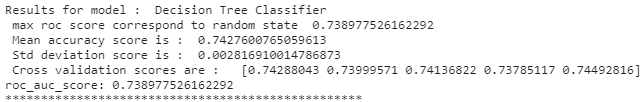 Results for model :  Decision Tree Classifier
 max roc score correspond to random state  0.738977526162292
 Mean accuracy score is :  0.7427600765059613
 Std deviation score is :  0.002816910014786873
 Cross validation scores are :   [0.74288043 0.73999571 0.74136822 0.73785117 0.74492816]
roc_auc_score: 0.738977526162292
**************************************************